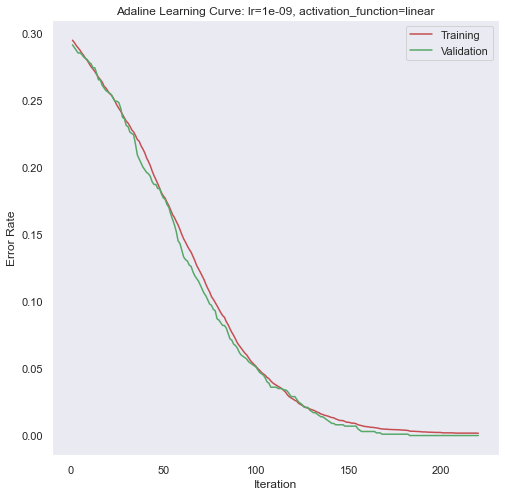 Adaline Learning Curve: lr=1e-09, activation_function=linear
Training
Validation
Error Rate
0.30
0.25
0.20
0.15
0.10
0.05
0.00
0 50 100 150 200
Iteration